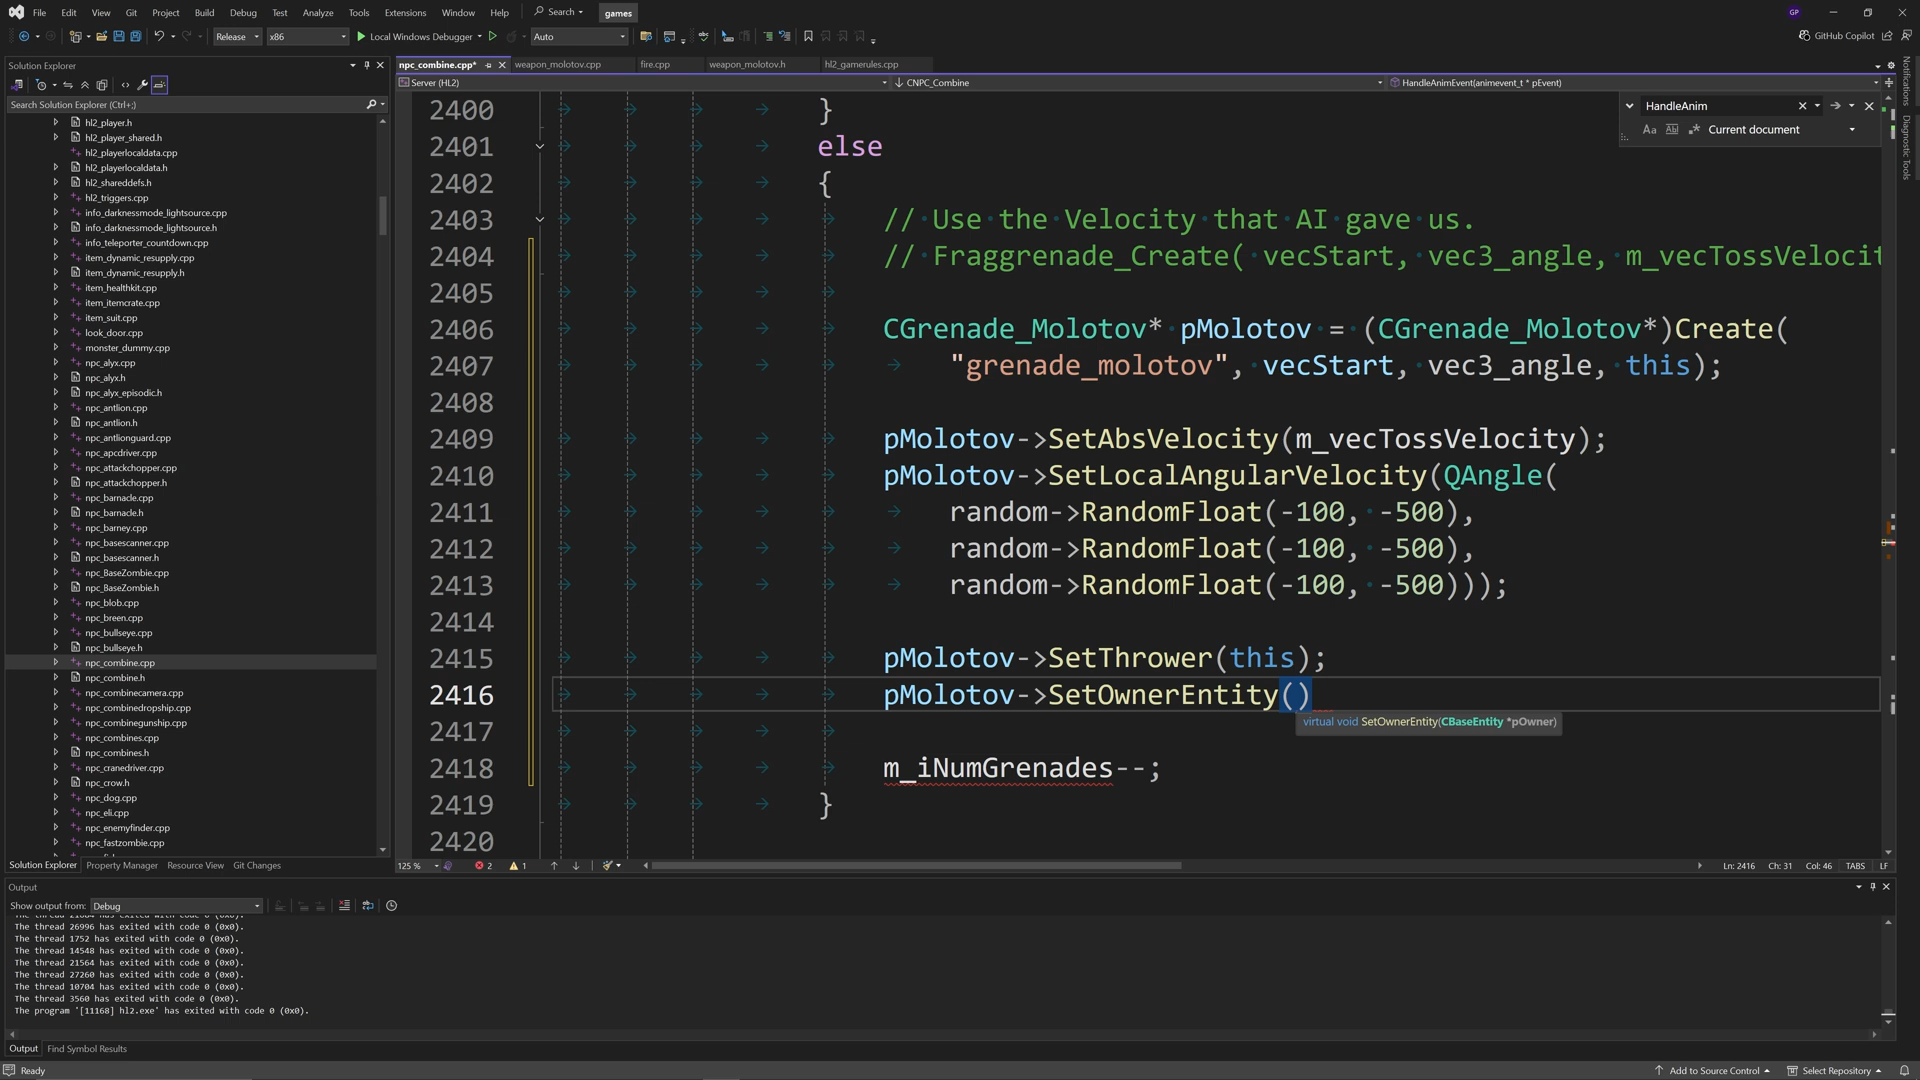 File Edit View Git Project Build Debug Test Analyze Tools Extensions Window Help Search games GP
Release x86 Local Windows Debugger Auto GitHub Copilot
Solution Explorer
Search Solution Explorer (Ctrl+;)
hl2_player.h
hl2_player_shared.h
hl2_playerlocaldata.cpp
hl2_playerlocaldata.h
hl2_shareddefs.h
hl2_triggers.cpp
info_darknessmode_lightsource.cpp
info_darknessmode_lightsource.h
info_teleporter_countdown.cpp
item_dynamic_resupply.cpp
item_dynamic_resupply.h
item_healthkit.cpp
item_itemcrate.cpp
item_suit.cpp
look_door.cpp
monster_dummy.cpp
npc_alyx.cpp
npc_alyx.h
npc_alyx_episodic.h
npc_antlion.cpp
npc_antlion.h
npc_antlionguard.cpp
npc_apcdriver.cpp
npc_attackchopper.cpp
npc_attackchopper.h
npc_barnacle.cpp
npc_barnacle.h
npc_barney.cpp
npc_basescanner.cpp
npc_basescanner.h
npc_BaseZombie.cpp
npc_BaseZombie.h
npc_blob.cpp
npc_breen.cpp
npc_bullseye.cpp
npc_bullseye.h
npc_combine.cpp
npc_combine.h
npc_combinecamera.cpp
npc_combinedropship.cpp
npc_combinegunship.cpp
npc_combines.cpp
npc_combines.h
npc_cranedriver.cpp
npc_crow.h
npc_dog.cpp
npc_eli.cpp
npc_enemyfinder.cpp
npc_fastzombie.cpp
Solution Explorer Property Manager Resource View Git Changes
npc_combine.cpp* weapon_molotov.cpp fire.cpp weapon_molotov.h hl2_gamerules.cpp
Server (HL2) CNPC_Combine HandleAnimEvent(animevent_t * pEvent)
HandleAnim
Aa Ab Current document
2400 }
2401 else
2402 {
2403 // Use the Velocity that AI gave us.
2404 // Fraggrenade_Create( vecStart, vec3_angle, m_vecTossVelocit
2405
2406 CGrenade_Molotov* pMolotov = (CGrenade_Molotov*)Create(
2407 "grenade_molotov", vecStart, vec3_angle, this);
2408
2409 pMolotov->SetAbsVelocity(m_vecTossVelocity);
2410 pMolotov->SetLocalAngularVelocity(QAngle(
2411 random->RandomFloat(-100, -500),
2412 random->RandomFloat(-100, -500),
2413 random->RandomFloat(-100, -500)));
2414
2415 pMolotov->SetThrower(this);
2416 pMolotov->SetOwnerEntity()
virtual void SetOwnerEntity(CBaseEntity *pOwner)
2417
2418 m_iNumGrenades--;
2419 }
2420
125 % 2 1 Ln: 2416 Ch: 31 Col: 46 TABS LF
Notifications
Diagnostic Tools
Output
Show output from: Debug
The thread 26996 has exited with code 0 (0x0).
The thread 1752 has exited with code 0 (0x0).
The thread 14548 has exited with code 0 (0x0).
The thread 21564 has exited with code 0 (0x0).
The thread 27260 has exited with code 0 (0x0).
The thread 10704 has exited with code 0 (0x0).
The thread 3560 has exited with code 0 (0x0).
The program '[11168] hl2.exe' has exited with code 0 (0x0).
Output Find Symbol Results
Ready Add to Source Control Select Repository